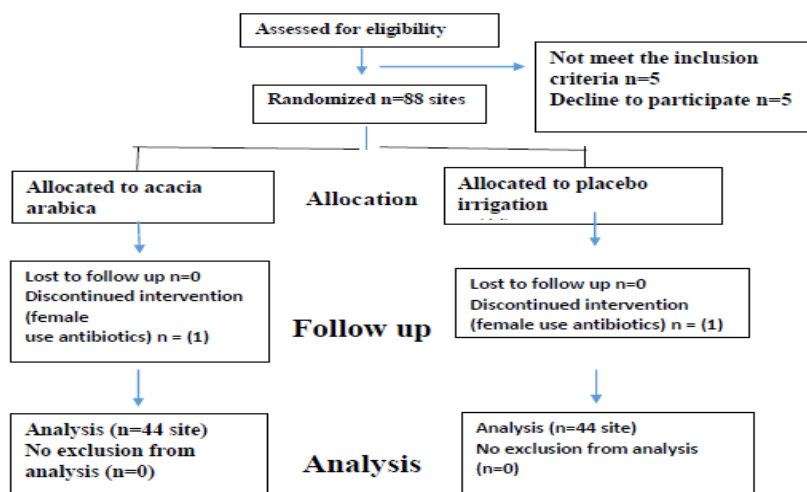 Assessed for eligibility
Not meet the inclusion
criteria n=5
Decline to participate n=5
Randomized n=88 sites
Allocated to acacia
arabica
Allocation
Allocated to placebo
irrigation
Lost to follow up n=0
Discontinued intervention
(female
use antibiotics) n = (1)
Follow up
Lost to follow up n=0
Discontinued intervention
(female use antibiotics) n = (1)
Analysis (n=44 site)
No exclusion from
analysis (n=0)
Analysis
Analysis (n=44 site)
No exclusion from analysis
(n=0)